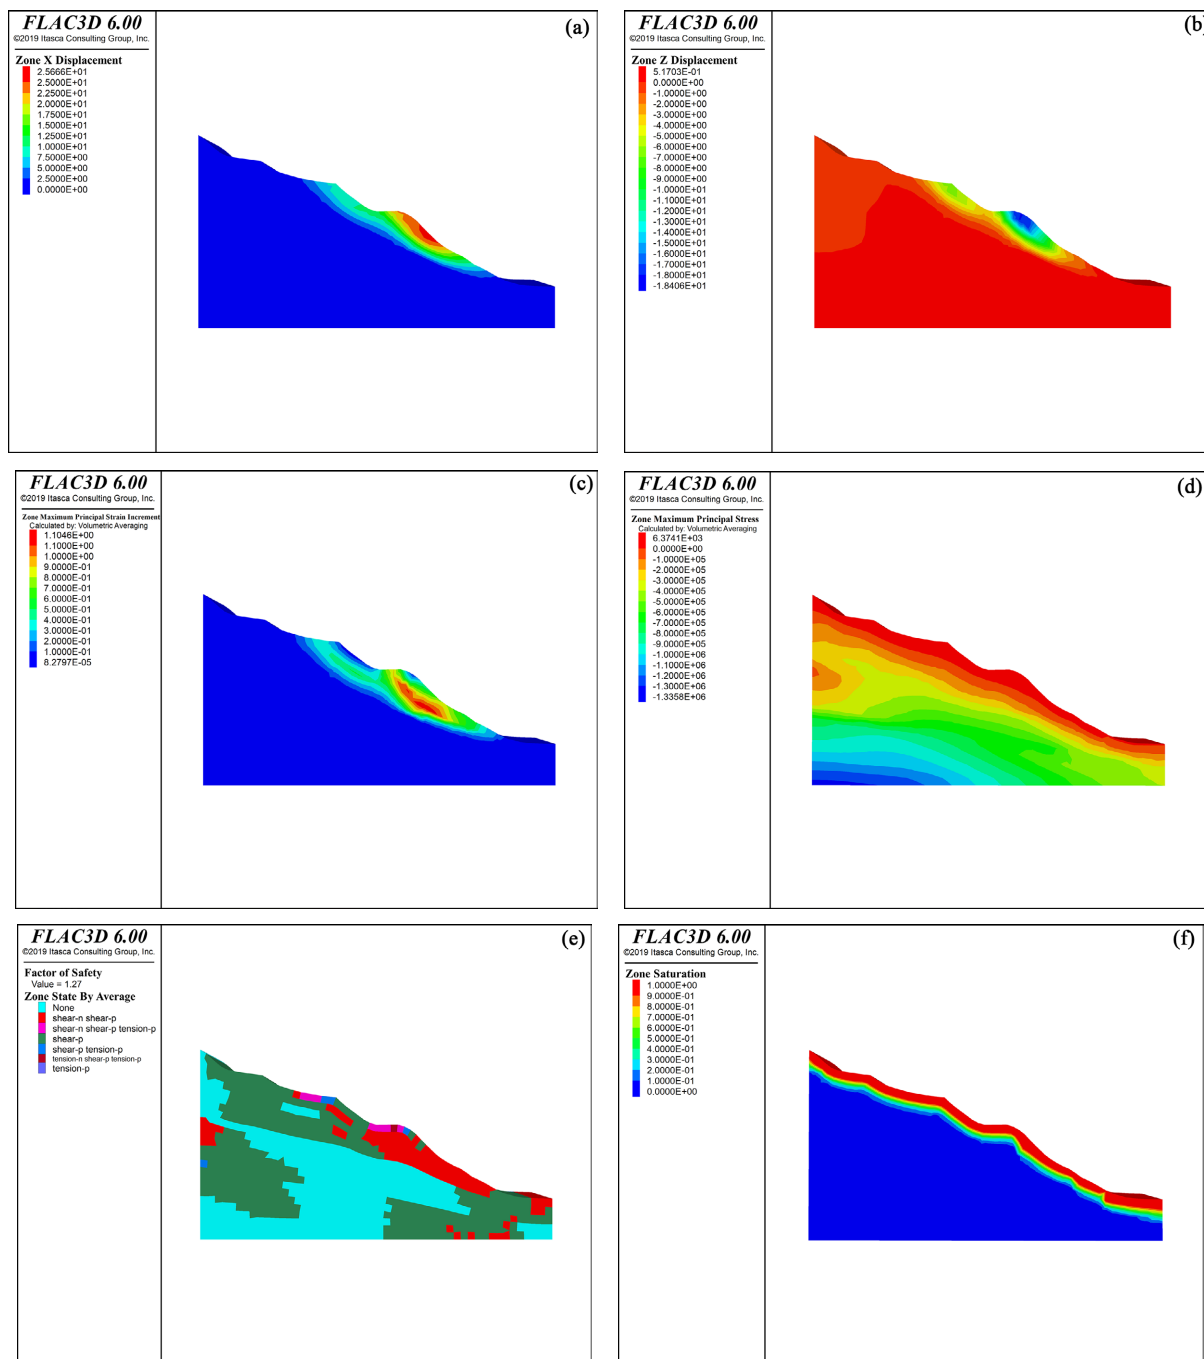 FLAC3D 6.00
©2019 Itasca Consulting Group, Inc.
(a)
Zone X Displacement
2.5666E+01
2.5000E+01
2.2500E+01
2.0000E+01
1.7500E+01
1.5000E+01
1.2500E+01
1.0000E+01
7.5000E+00
5.0000E+00
2.5000E+00
0.0000E+00
FLAC3D 6.00
©2019 Itasca Consulting Group, Inc.
(b)
Zone Z Displacement
5.1703E-01
0.0000E+00
-1.0000E+00
-2.0000E+00
-3.0000E+00
-4.0000E+00
-5.0000E+00
-6.0000E+00
-7.0000E+00
-8.0000E+00
-9.0000E+00
-1.0000E+01
-1.1000E+01
-1.2000E+01
-1.3000E+01
-1.4000E+01
-1.5000E+01
-1.6000E+01
-1.7000E+01
-1.8000E+01
-1.8406E+01
FLAC3D 6.00
©2019 Itasca Consulting Group, Inc.
(c)
Zone Maximum Principal Strain Increment
Calculated by: Volumetric Averaging
1.1046E+00
1.1000E+00
1.0000E+00
9.0000E-01
8.0000E-01
7.0000E-01
6.0000E-01
5.0000E-01
4.0000E-01
3.0000E-01
2.0000E-01
1.0000E-01
8.2797E-05
FLAC3D 6.00
©2019 Itasca Consulting Group, Inc.
(d)
Zone Maximum Principal Stress
Calculated by: Volumetric Averaging
6.3741E+03
0.0000E+00
-1.0000E+05
-2.0000E+05
-3.0000E+05
-4.0000E+05
-5.0000E+05
-6.0000E+05
-7.0000E+05
-8.0000E+05
-9.0000E+05
-1.0000E+06
-1.1000E+06
-1.2000E+06
-1.3000E+06
-1.3358E+06
FLAC3D 6.00
©2019 Itasca Consulting Group, Inc.
(e)
Factor of Safety
Value = 1.27
Zone State By Average
None
shear-n shear-p
shear-n shear-p tension-p
shear-p
shear-p tension-p
tension-n shear-p tension-p
tension-p
FLAC3D 6.00
©2019 Itasca Consulting Group, Inc.
(f)
Zone Saturation
1.0000E+00
9.0000E-01
8.0000E-01
7.0000E-01
6.0000E-01
5.0000E-01
4.0000E-01
3.0000E-01
2.0000E-01
1.0000E-01
0.0000E+00